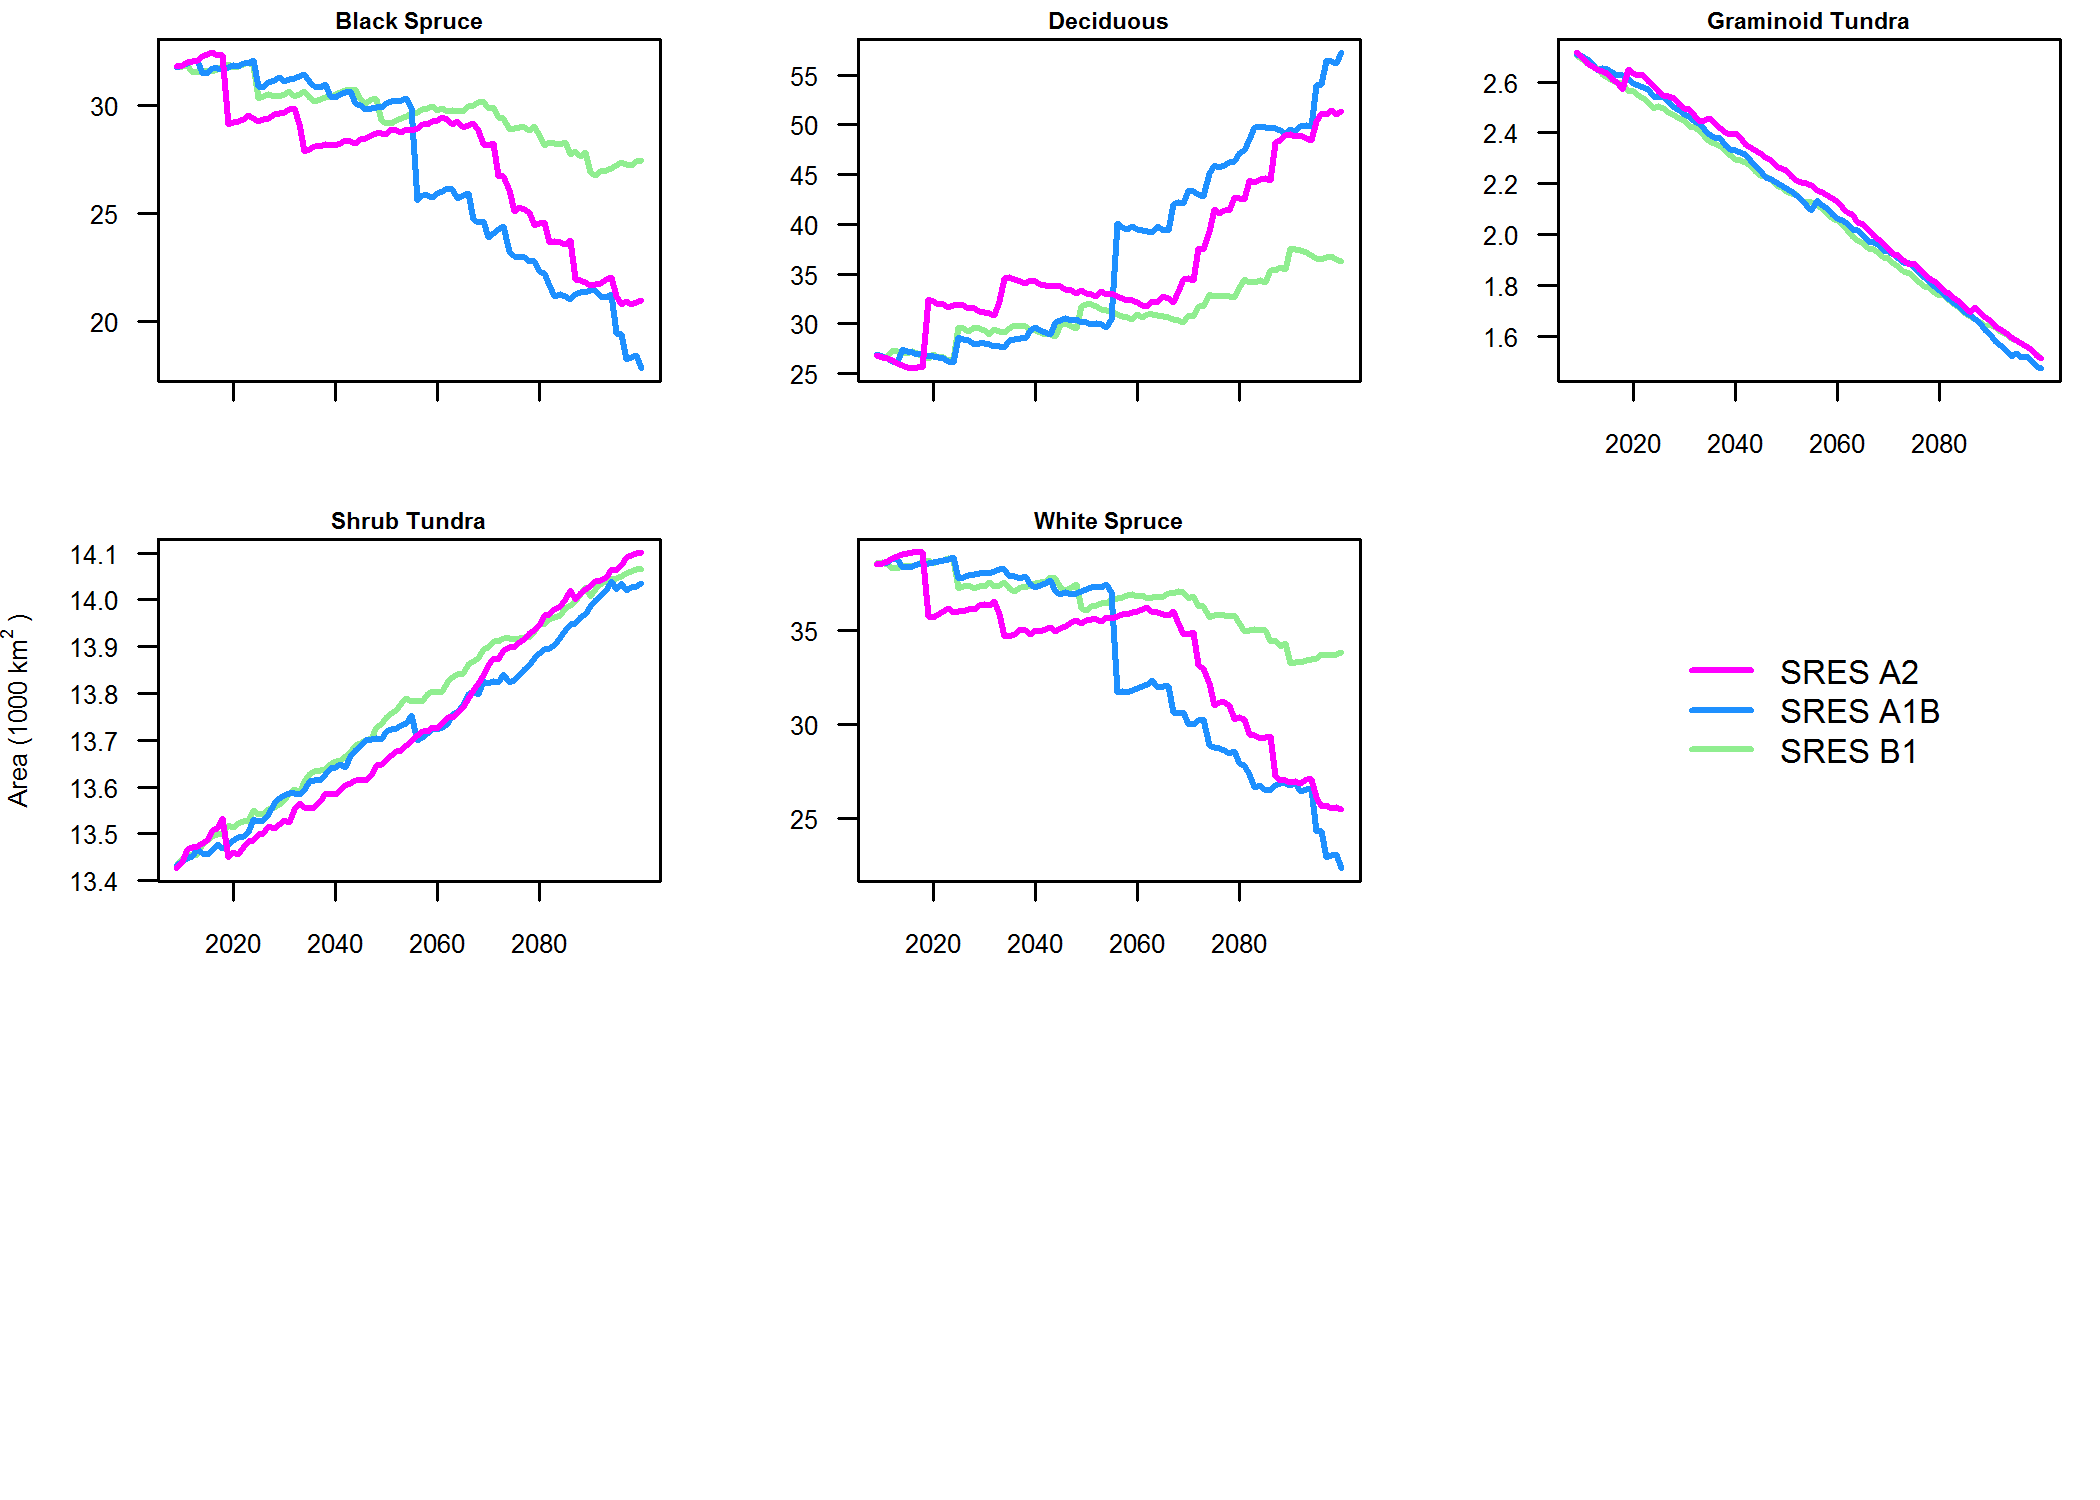 Black Spruce
30
25
20
Deciduous
55
50
45
40
35
30
25
Graminoid Tundra
2.6
2.4
2.2
2.0
1.8
1.6
2020 2040 2060 2080
Shrub Tundra
14.1
14.0
13.9
13.8
13.7
13.6
13.5
13.4
2020 2040 2060 2080
Area (1000 km² )
White Spruce
35
30
25
2020 2040 2060 2080
SRES A2
SRES A1B
SRES B1